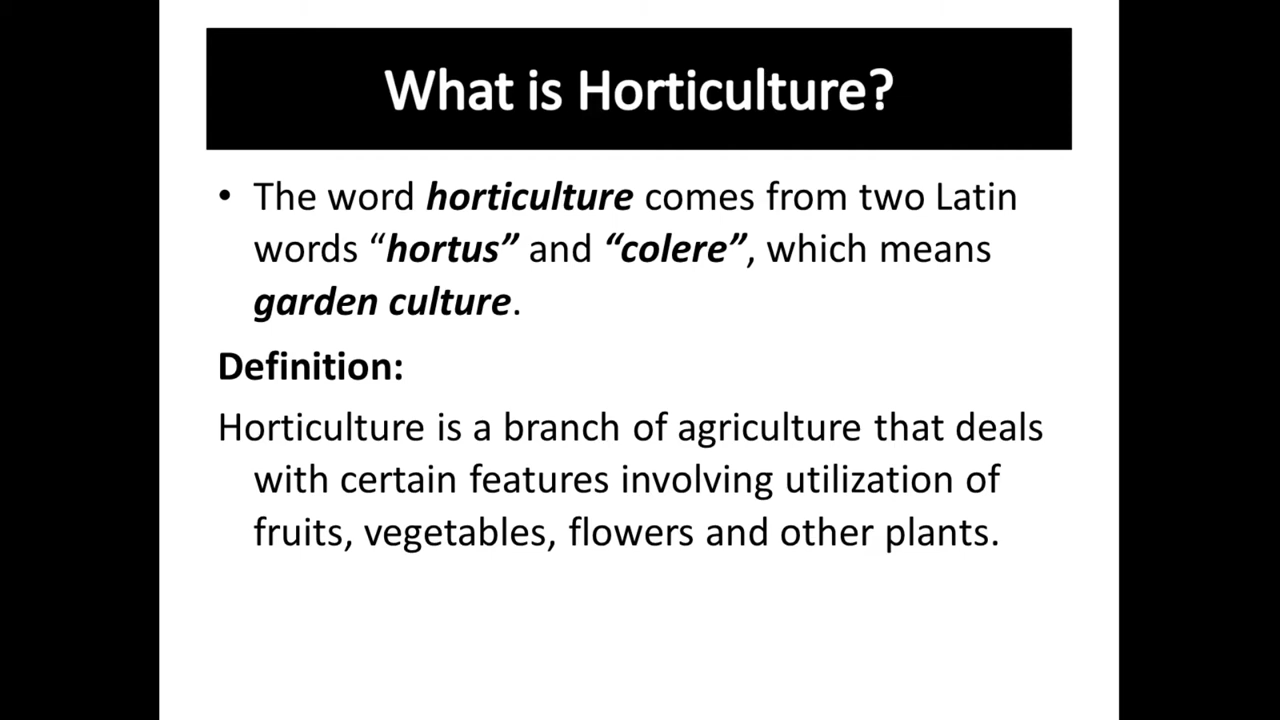 What is Horticulture?
• The word horticulture comes from two Latin
words “hortus” and “colere”, which means
garden culture.
Definition:
Horticulture is a branch of agriculture that deals
with certain features involving utilization of
fruits, vegetables, flowers and other plants.